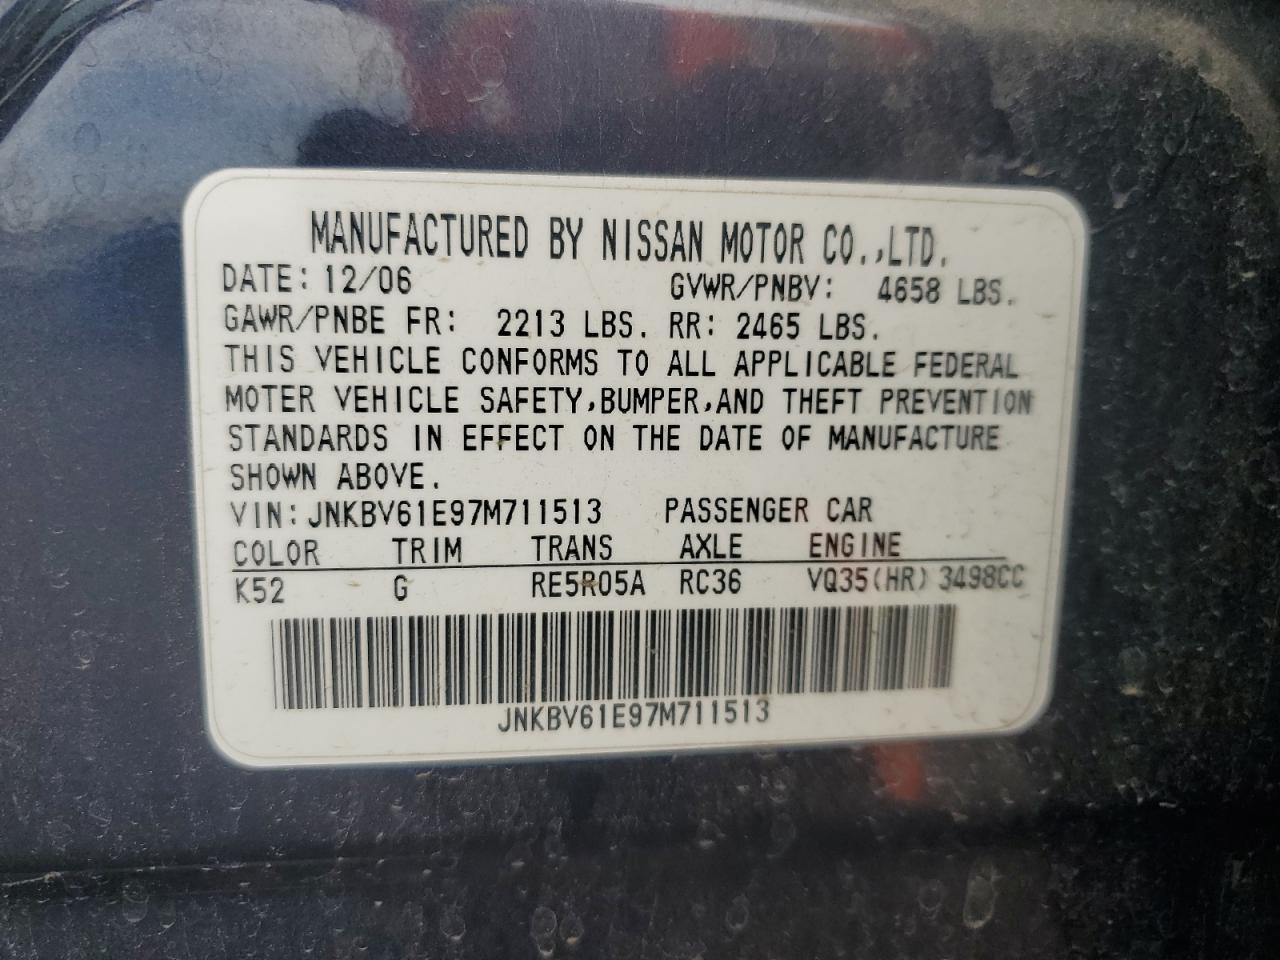 MANUFACTURED BY NISSAN MOTOR CO.,LTD.
DATE: 12/06 GVWR/PNBV: 4658 LBS.
GAWR/PNBE FR: 2213 LBS. RR: 2465 LBS.
THIS VEHICLE CONFORMS TO ALL APPLICABLE FEDERAL
MOTER VEHICLE SAFETY,BUMPER,AND THEFT PREVENTION
STANDARDS IN EFFECT ON THE DATE OF MANUFACTURE
SHOWN ABOVE.
VIN: JNKBV61E97M711513 PASSENGER CAR
COLOR TRIM TRANS AXLE ENGINE
K52 G RE5R05A RC36 VQ35(HR) 3498CC
JNKBV61E97M711513